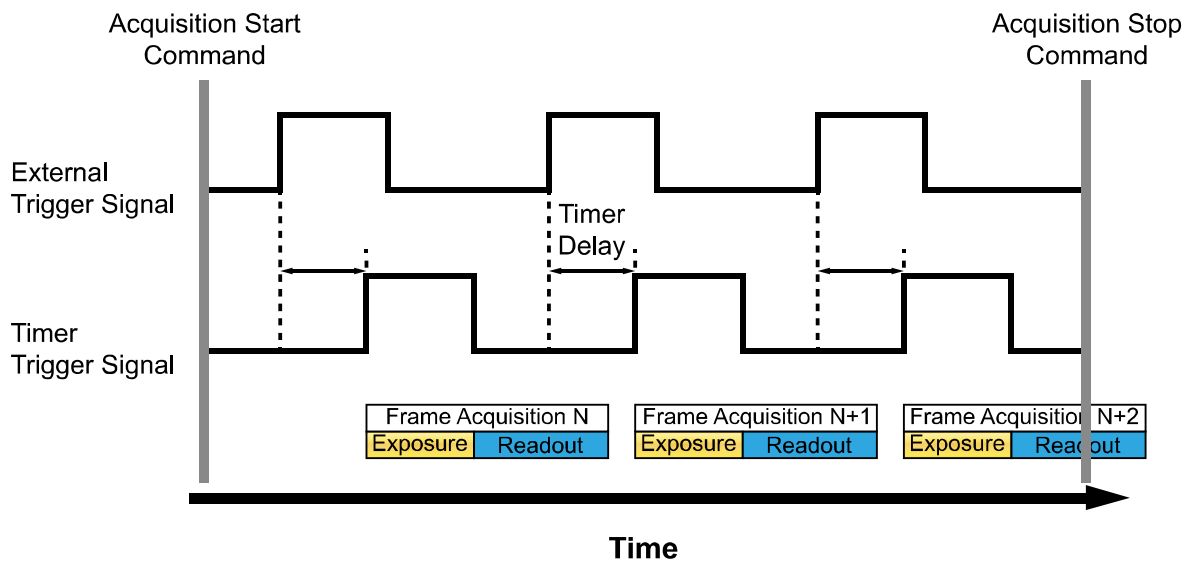 Acquisition Start
Command
Acquisition Stop
Command
External
Trigger Signal
Timer
Delay
Timer
Trigger Signal
Frame Acquisition N
Frame Acquisition N+1
Frame Acquisition N+2
Exposure
Readout
Exposure
Readout
Exposure
Readout
Time